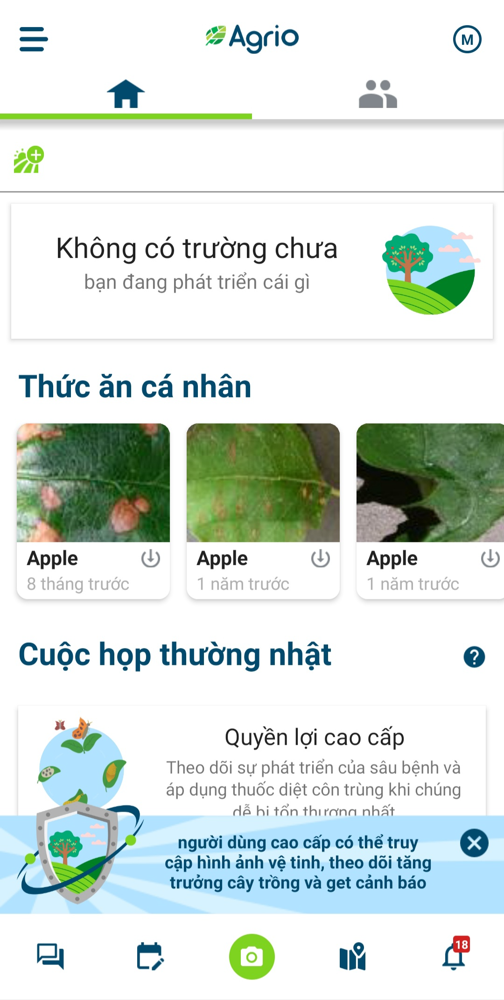 Agrio
M
Không có trường chưa
bạn đang phát triển cái gì
Thức ăn cá nhân
Apple
8 tháng trước
Apple
1 năm trước
Apple
1 năm trước
Cuộc họp thường nhật
?
Quyền lợi cao cấp
Theo dõi sự phát triển của sâu bệnh và
áp dụng thuốc diệt côn trùng khi chúng
dễ bị tổn thương nhất
người dùng cao cấp có thể truy
cập hình ảnh vệ tinh, theo dõi tăng
trưởng cây trồng và get cảnh báo
18